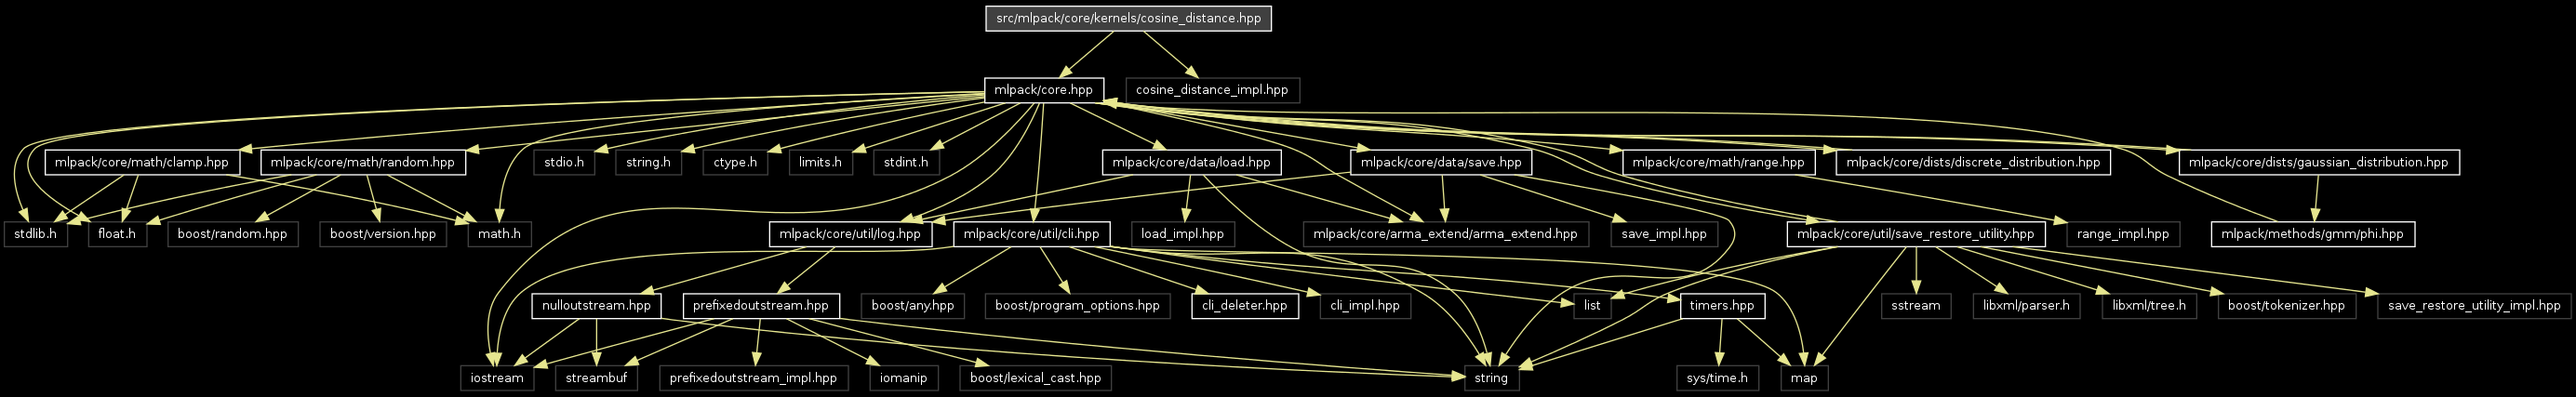 src/mlpack/core/kernels/cosine_distance.hpp
mlpack/core.hpp
cosine_distance_impl.hpp
mlpack/core/math/clamp.hpp
mlpack/core/math/random.hpp
stdio.h
string.h
ctype.h
limits.h
stdint.h
mlpack/core/data/load.hpp
mlpack/core/data/save.hpp
mlpack/core/math/range.hpp
mlpack/core/dists/discrete_distribution.hpp
mlpack/core/dists/gaussian_distribution.hpp
stdlib.h
float.h
boost/random.hpp
boost/version.hpp
math.h
mlpack/core/util/log.hpp
mlpack/core/util/cli.hpp
load_impl.hpp
mlpack/core/arma_extend/arma_extend.hpp
save_impl.hpp
mlpack/core/util/save_restore_utility.hpp
range_impl.hpp
mlpack/methods/gmm/phi.hpp
nulloutstream.hpp
prefixedoutstream.hpp
boost/any.hpp
boost/program_options.hpp
cli_deleter.hpp
cli_impl.hpp
list
timers.hpp
sstream
libxml/parser.h
libxml/tree.h
boost/tokenizer.hpp
save_restore_utility_impl.hpp
iostream
streambuf
prefixedoutstream_impl.hpp
iomanip
boost/lexical_cast.hpp
string
sys/time.h
map